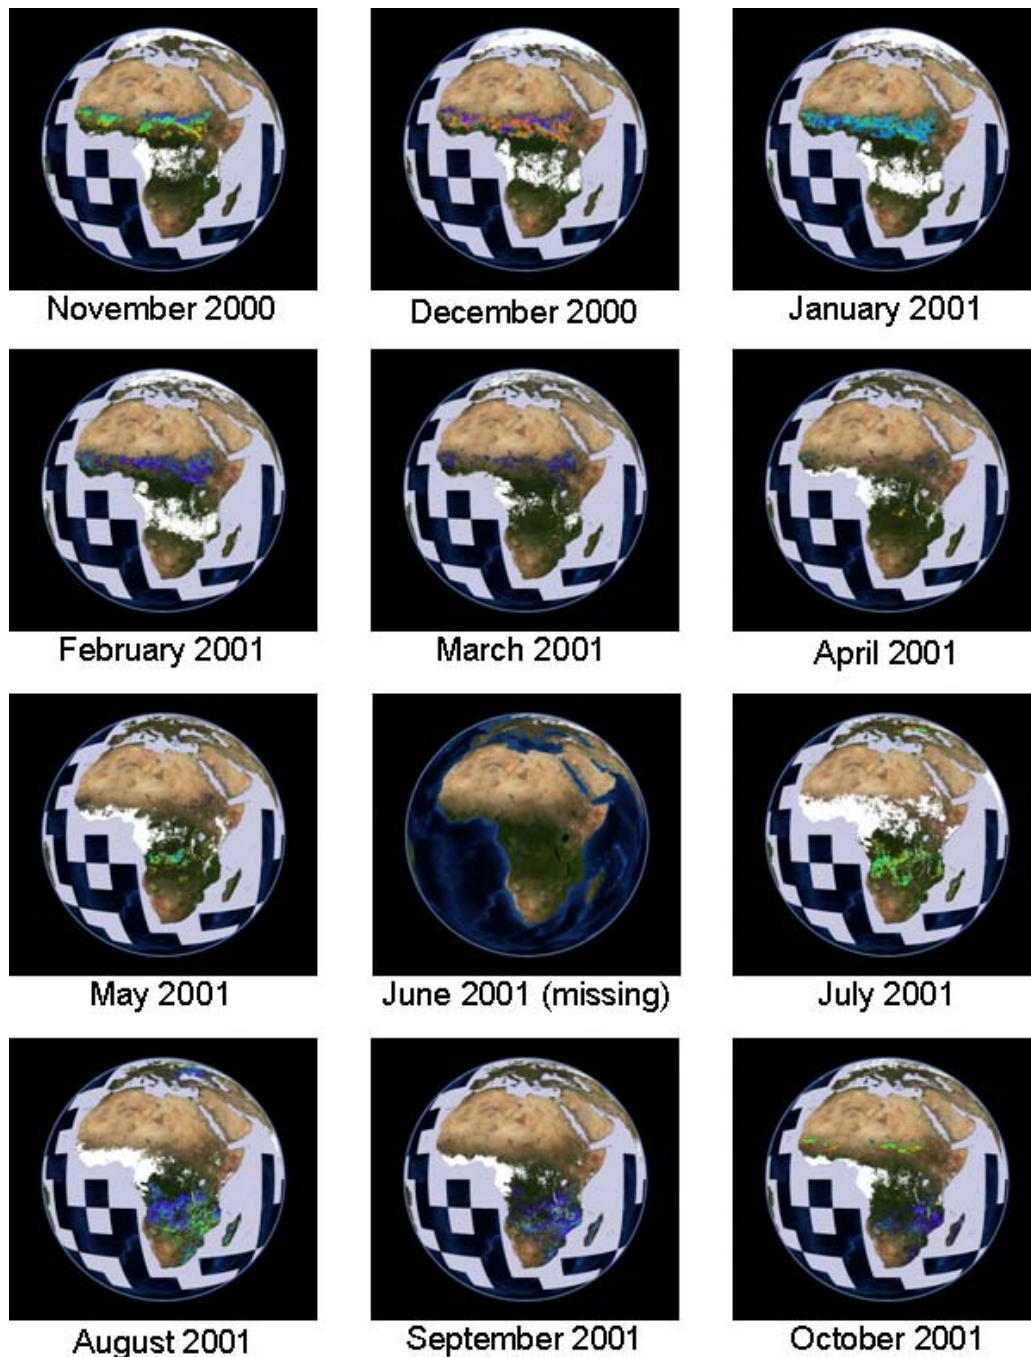 November 2000
December 2000
January 2001
February 2001
March 2001
April 2001
May 2001
June 2001 (missing)
July 2001
August 2001
September 2001
October 2001